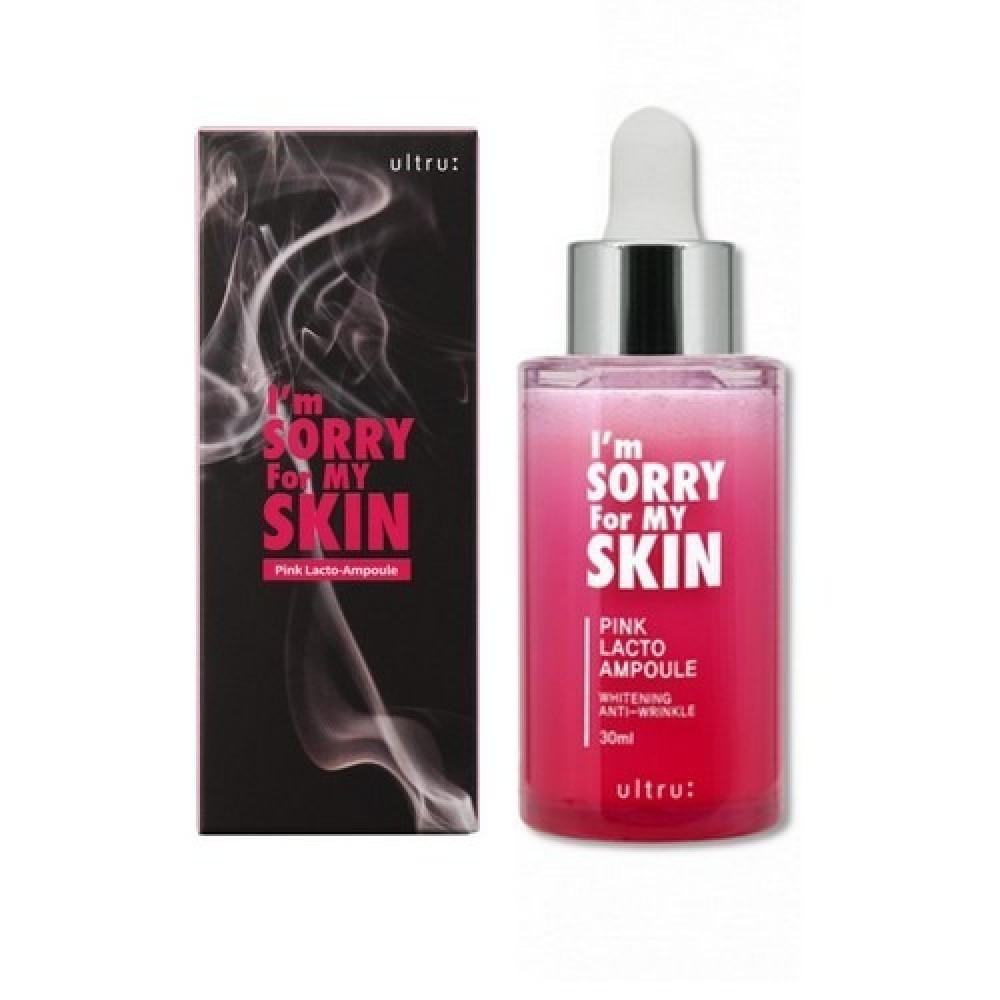 ultru:
I'm
SORRY
For MY
SKIN
Pink Lacto-Ampoule
I'm
SORRY
For MY
SKIN
PINK
LACTO
AMPOULE
WHITENING
ANTI-WRINKLE
30ml
ultru: